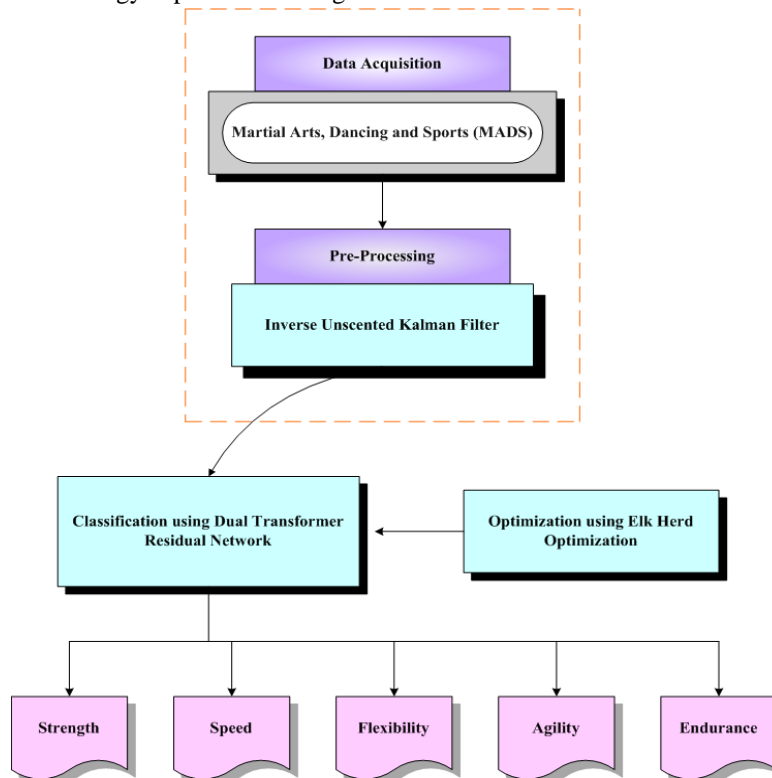 Data Acquisition
Martial Arts, Dancing and Sports (MADS)
Pre-Processing
Inverse Unscented Kalman Filter
Classification using Dual Transformer
Residual Network
Optimization using Elk Herd
Optimization
Strength
Speed
Flexibility
Agility
Endurance